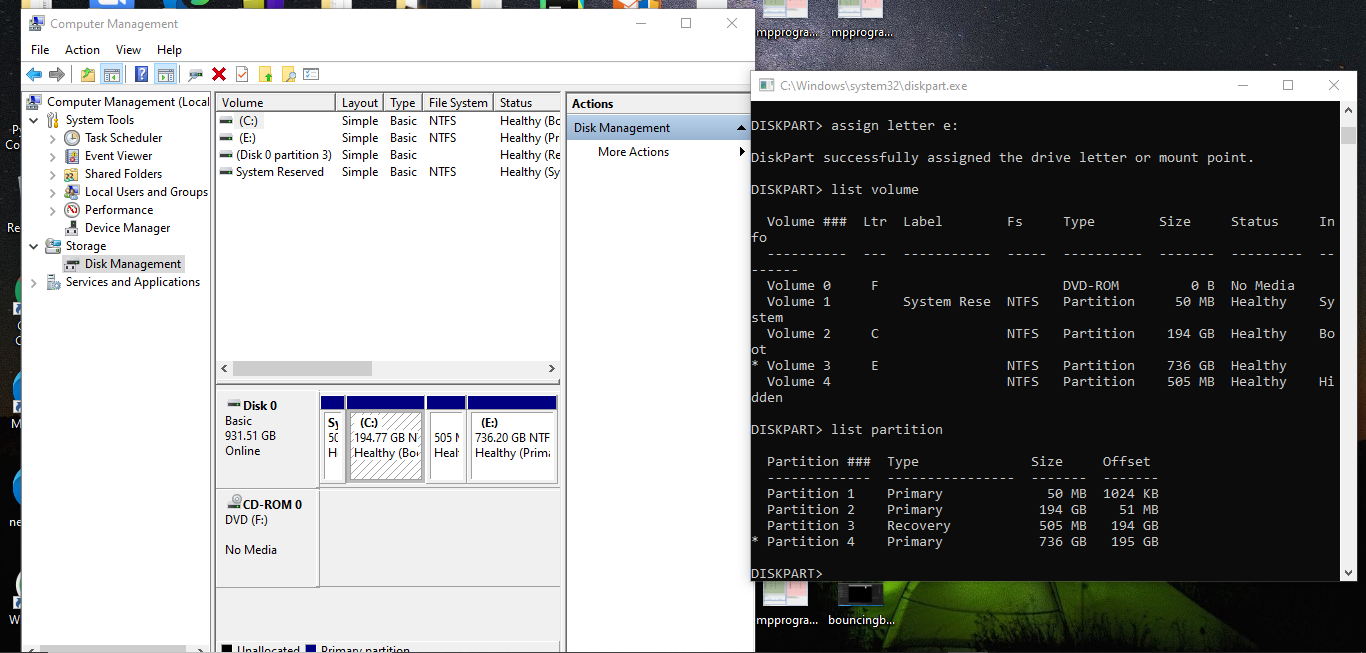 Computer Management
File Action View Help
Computer Management (Local
System Tools
Task Scheduler
Event Viewer
Shared Folders
Local Users and Groups
Performance
Device Manager
Storage
Disk Management
Services and Applications
Volume Layout Type File System Status
(C:) Simple Basic NTFS Healthy (Bo
(E:) Simple Basic NTFS Healthy (Pr
(Disk 0 partition 3) Simple Basic Healthy (Re
System Reserved Simple Basic NTFS Healthy (Sy
Disk 0
Basic
931.51 GB
Online
Sy
50
H
(C:)
194.77 GB N
Healthy (Boo
505 M
Heal
(E:)
736.20 GB NTF
Healthy (Prima
CD-ROM 0
DVD (F:)
No Media
Unallocated Primary partition
Actions
Disk Management
More Actions
mpprogra... mpprogra...
C:\Windows\system32\diskpart.exe
DISKPART> assign letter e:
DiskPart successfully assigned the drive letter or mount point.
DISKPART> list volume
Volume ### Ltr Label Fs Type Size Status In
fo
---------- --- ----------- ----- ---------- ------- --------- --
------
Volume 0 F DVD-ROM 0 B No Media
Volume 1 System Rese NTFS Partition 50 MB Healthy Sy
stem
Volume 2 C NTFS Partition 194 GB Healthy Bo
ot
* Volume 3 E NTFS Partition 736 GB Healthy
Volume 4 NTFS Partition 505 MB Healthy Hi
dden
DISKPART> list partition
Partition ### Type Size Offset
------------- ---------------- ------- -------
Partition 1 Primary 50 MB 1024 KB
Partition 2 Primary 194 GB 51 MB
Partition 3 Recovery 505 MB 194 GB
* Partition 4 Primary 736 GB 195 GB
DISKPART>
mpprogra... bouncingb...